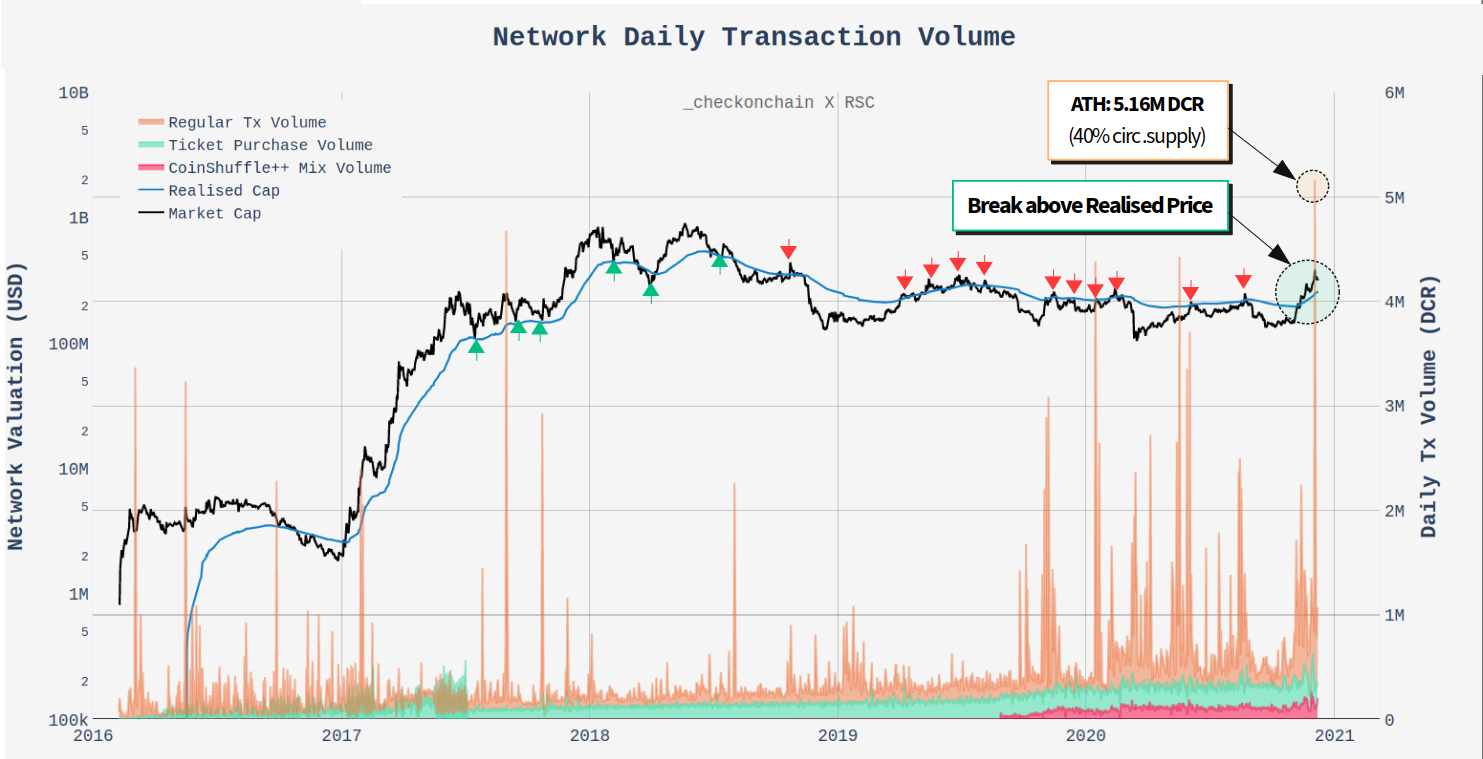 Network Daily Transaction Volume
_checkonchain X RSC
ATH: 5.16M DCR
(40% circ.supply)
Break above Realised Price
Regular Tx Volume
Ticket Purchase Volume
CoinShuffle++ Mix Volume
Realised Cap
Market Cap
Network Valuation (USD)
10B
5
2
1B
5
2
100M
5
2
10M
5
2
1M
5
2
100k
Daily Tx Volume (DCR)
6M
5M
4M
3M
2M
1M
0
2016
2017
2018
2019
2020
2021